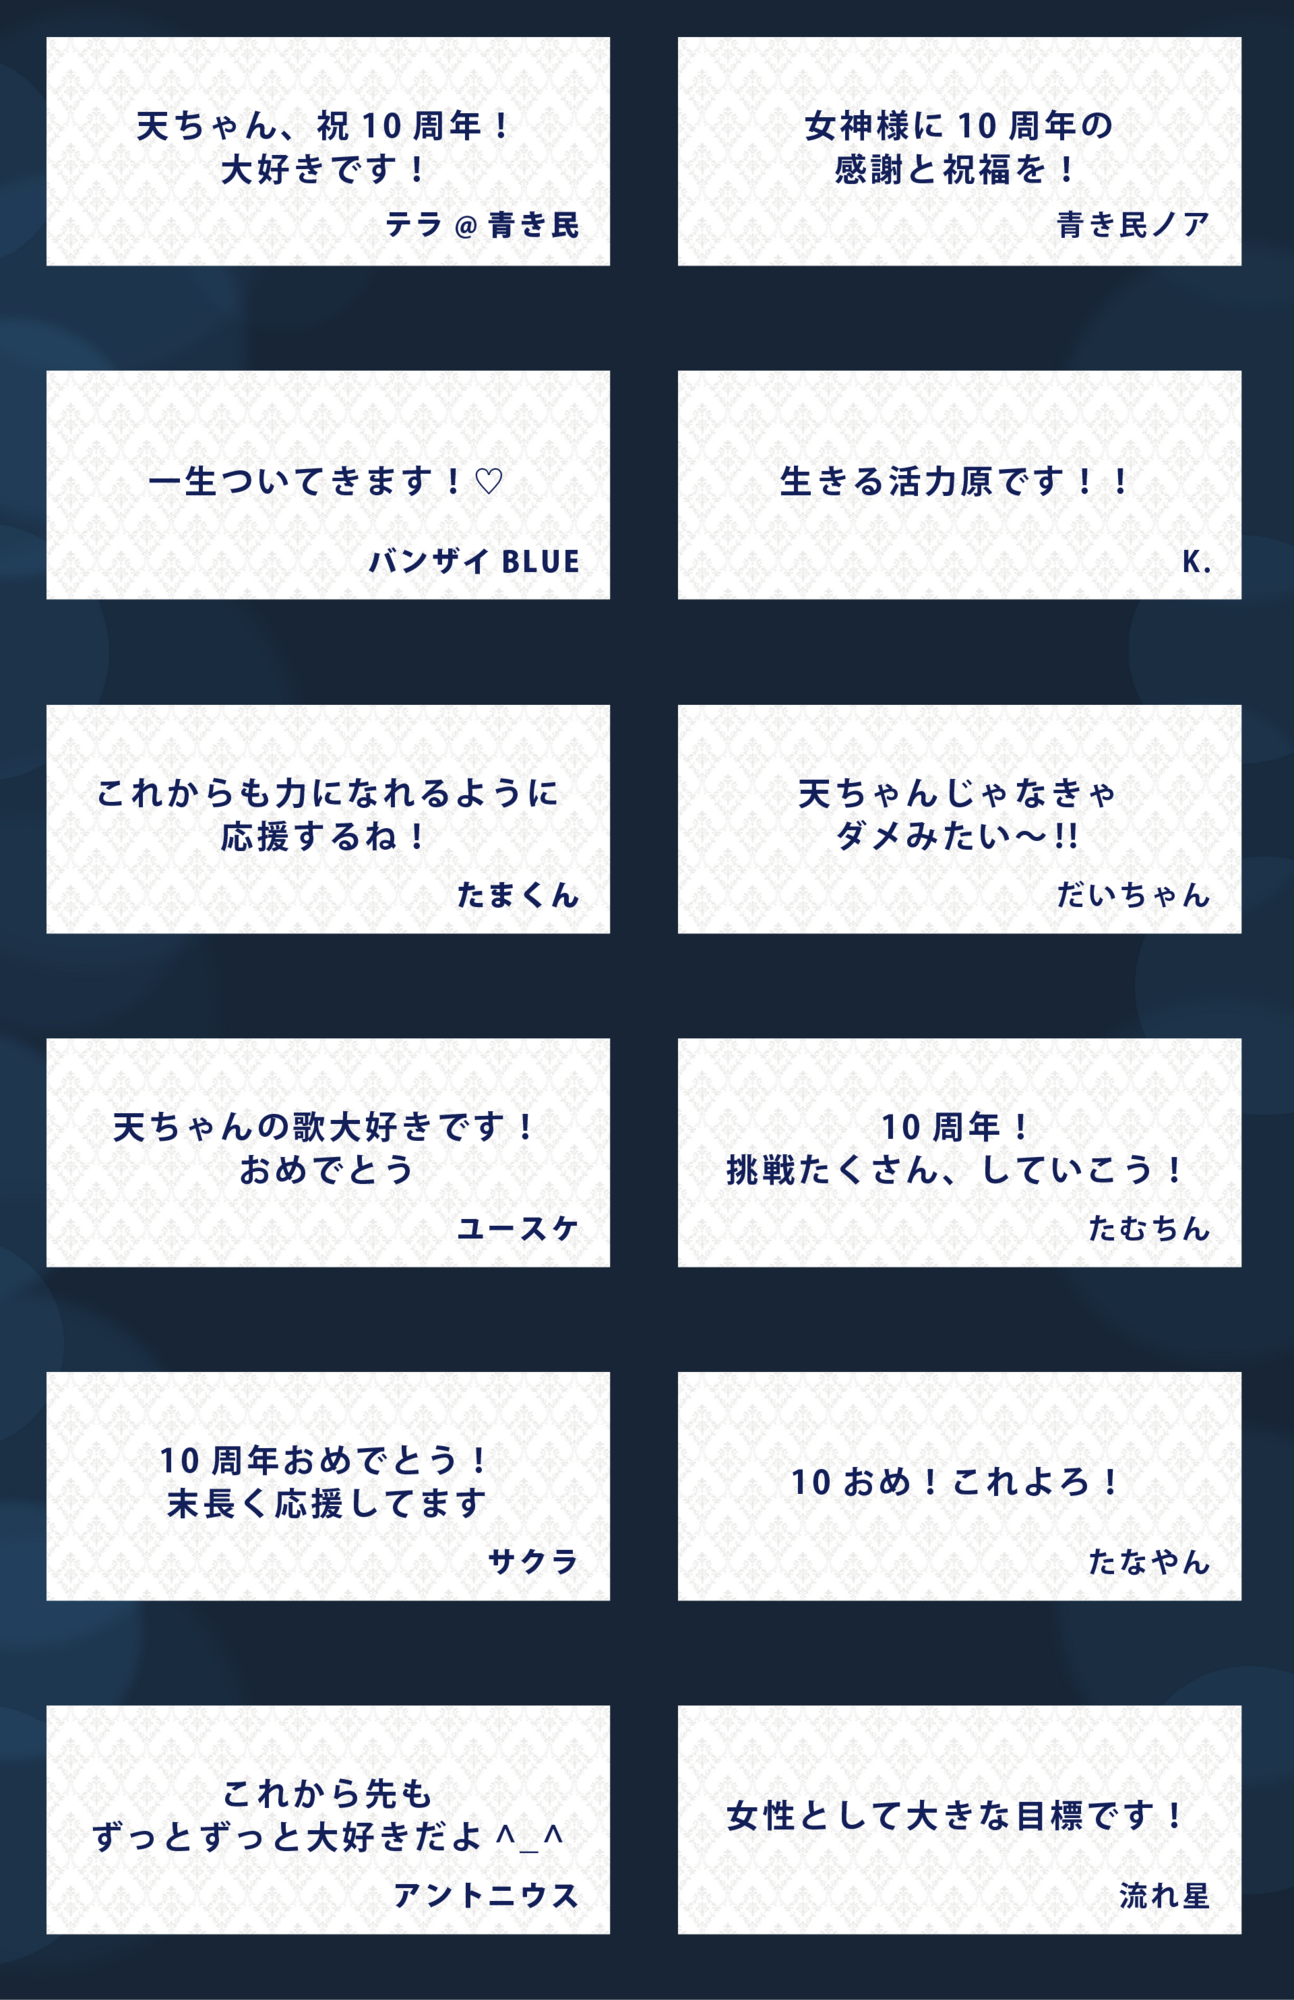 天ちゃん、祝 10 周年！
大好きです！
テラ @ 青き民
女神様に 10 周年の
感謝と祝福を！
青き民ノア
一生ついてきます！♡
バンザイ BLUE
生きる活力原です！！
K.
これからも力になれるように
応援するね！
たまくん
天ちゃんじゃなきゃ
ダメみたい〜!!
だいちゃん
天ちゃんの歌大好きです！
おめでとう
ユースケ
10 周年！
挑戦たくさん、していこう！
たむちん
10 周年おめでとう！
末長く応援してます
サクラ
10 おめ！これよろ！
たなやん
これから先も
ずっとずっと大好きだよ ^_^
アントニウス
女性として大きな目標です！
流れ星